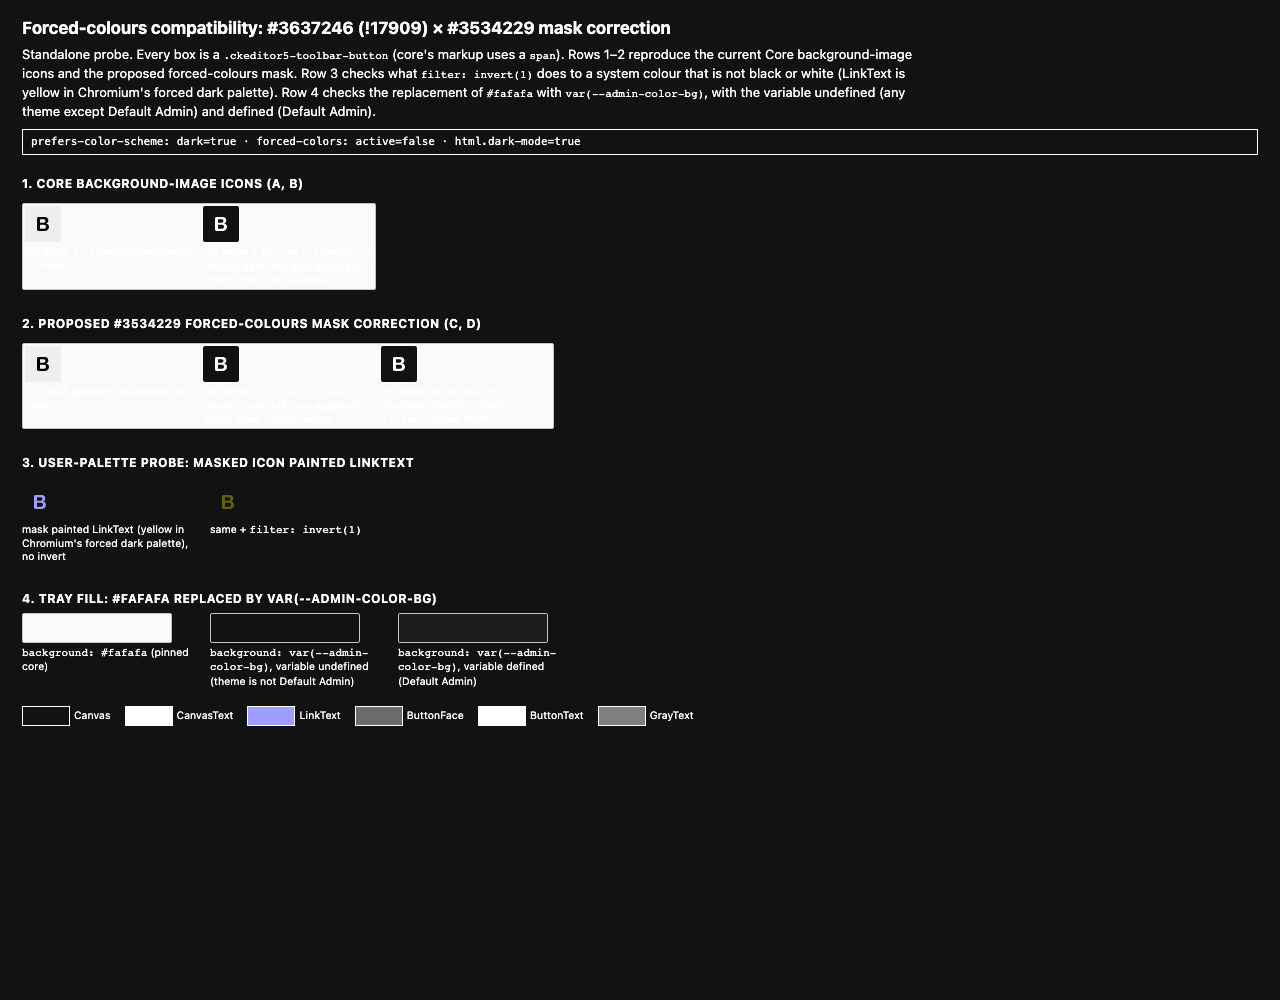 Forced-colours compatibility: #3637246 (!17909) × #3534229 mask correction
Standalone probe. Every box is a .ckeditor5-toolbar-button (core's markup uses a span). Rows 1–2 reproduce the current Core background-image
icons and the proposed forced-colours mask. Row 3 checks what filter: invert(1) does to a system colour that is not black or white (LinkText is
yellow in Chromium's forced dark palette). Row 4 checks the replacement of #fafafa with var(--admin-color-bg), with the variable undefined (any
theme except Default Admin) and defined (Default Admin).
prefers-color-scheme: dark=true · forced-colors: active=false · html.dark-mode=true
1. CORE BACKGROUND-IMAGE ICONS (A, B)
B B
2. PROPOSED #3534229 FORCED-COLOURS MASK CORRECTION (C, D)
B B B
3. USER-PALETTE PROBE: MASKED ICON PAINTED LINKTEXT
B B
mask painted LinkText (yellow in
Chromium's forced dark palette),
no invert
same + filter: invert(1)
4. TRAY FILL: #FAFAFA REPLACED BY VAR(--ADMIN-COLOR-BG)
background: #fafafa (pinned
core)
background: var(--admin-
color-bg), variable undefined
(theme is not Default Admin)
background: var(--admin-
color-bg), variable defined
(Default Admin)
Canvas CanvasText LinkText ButtonFace ButtonText GrayText